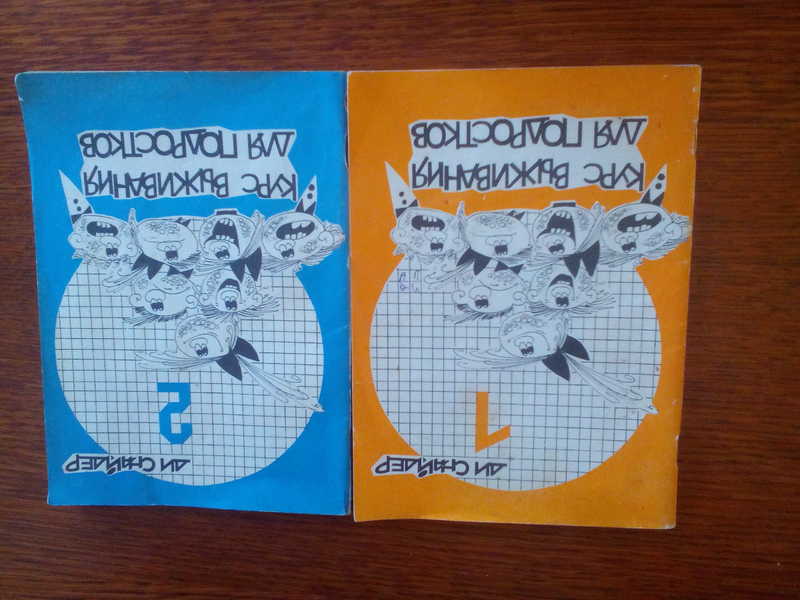 ДИ СНАЙДЕР
1
КУРС ВЫЖИВАНИЯ
ДЛЯ ПОДРОСТКОВ
ДИ СНАЙДЕР
2
КУРС ВЫЖИВАНИЯ
ДЛЯ ПОДРОСТКОВ